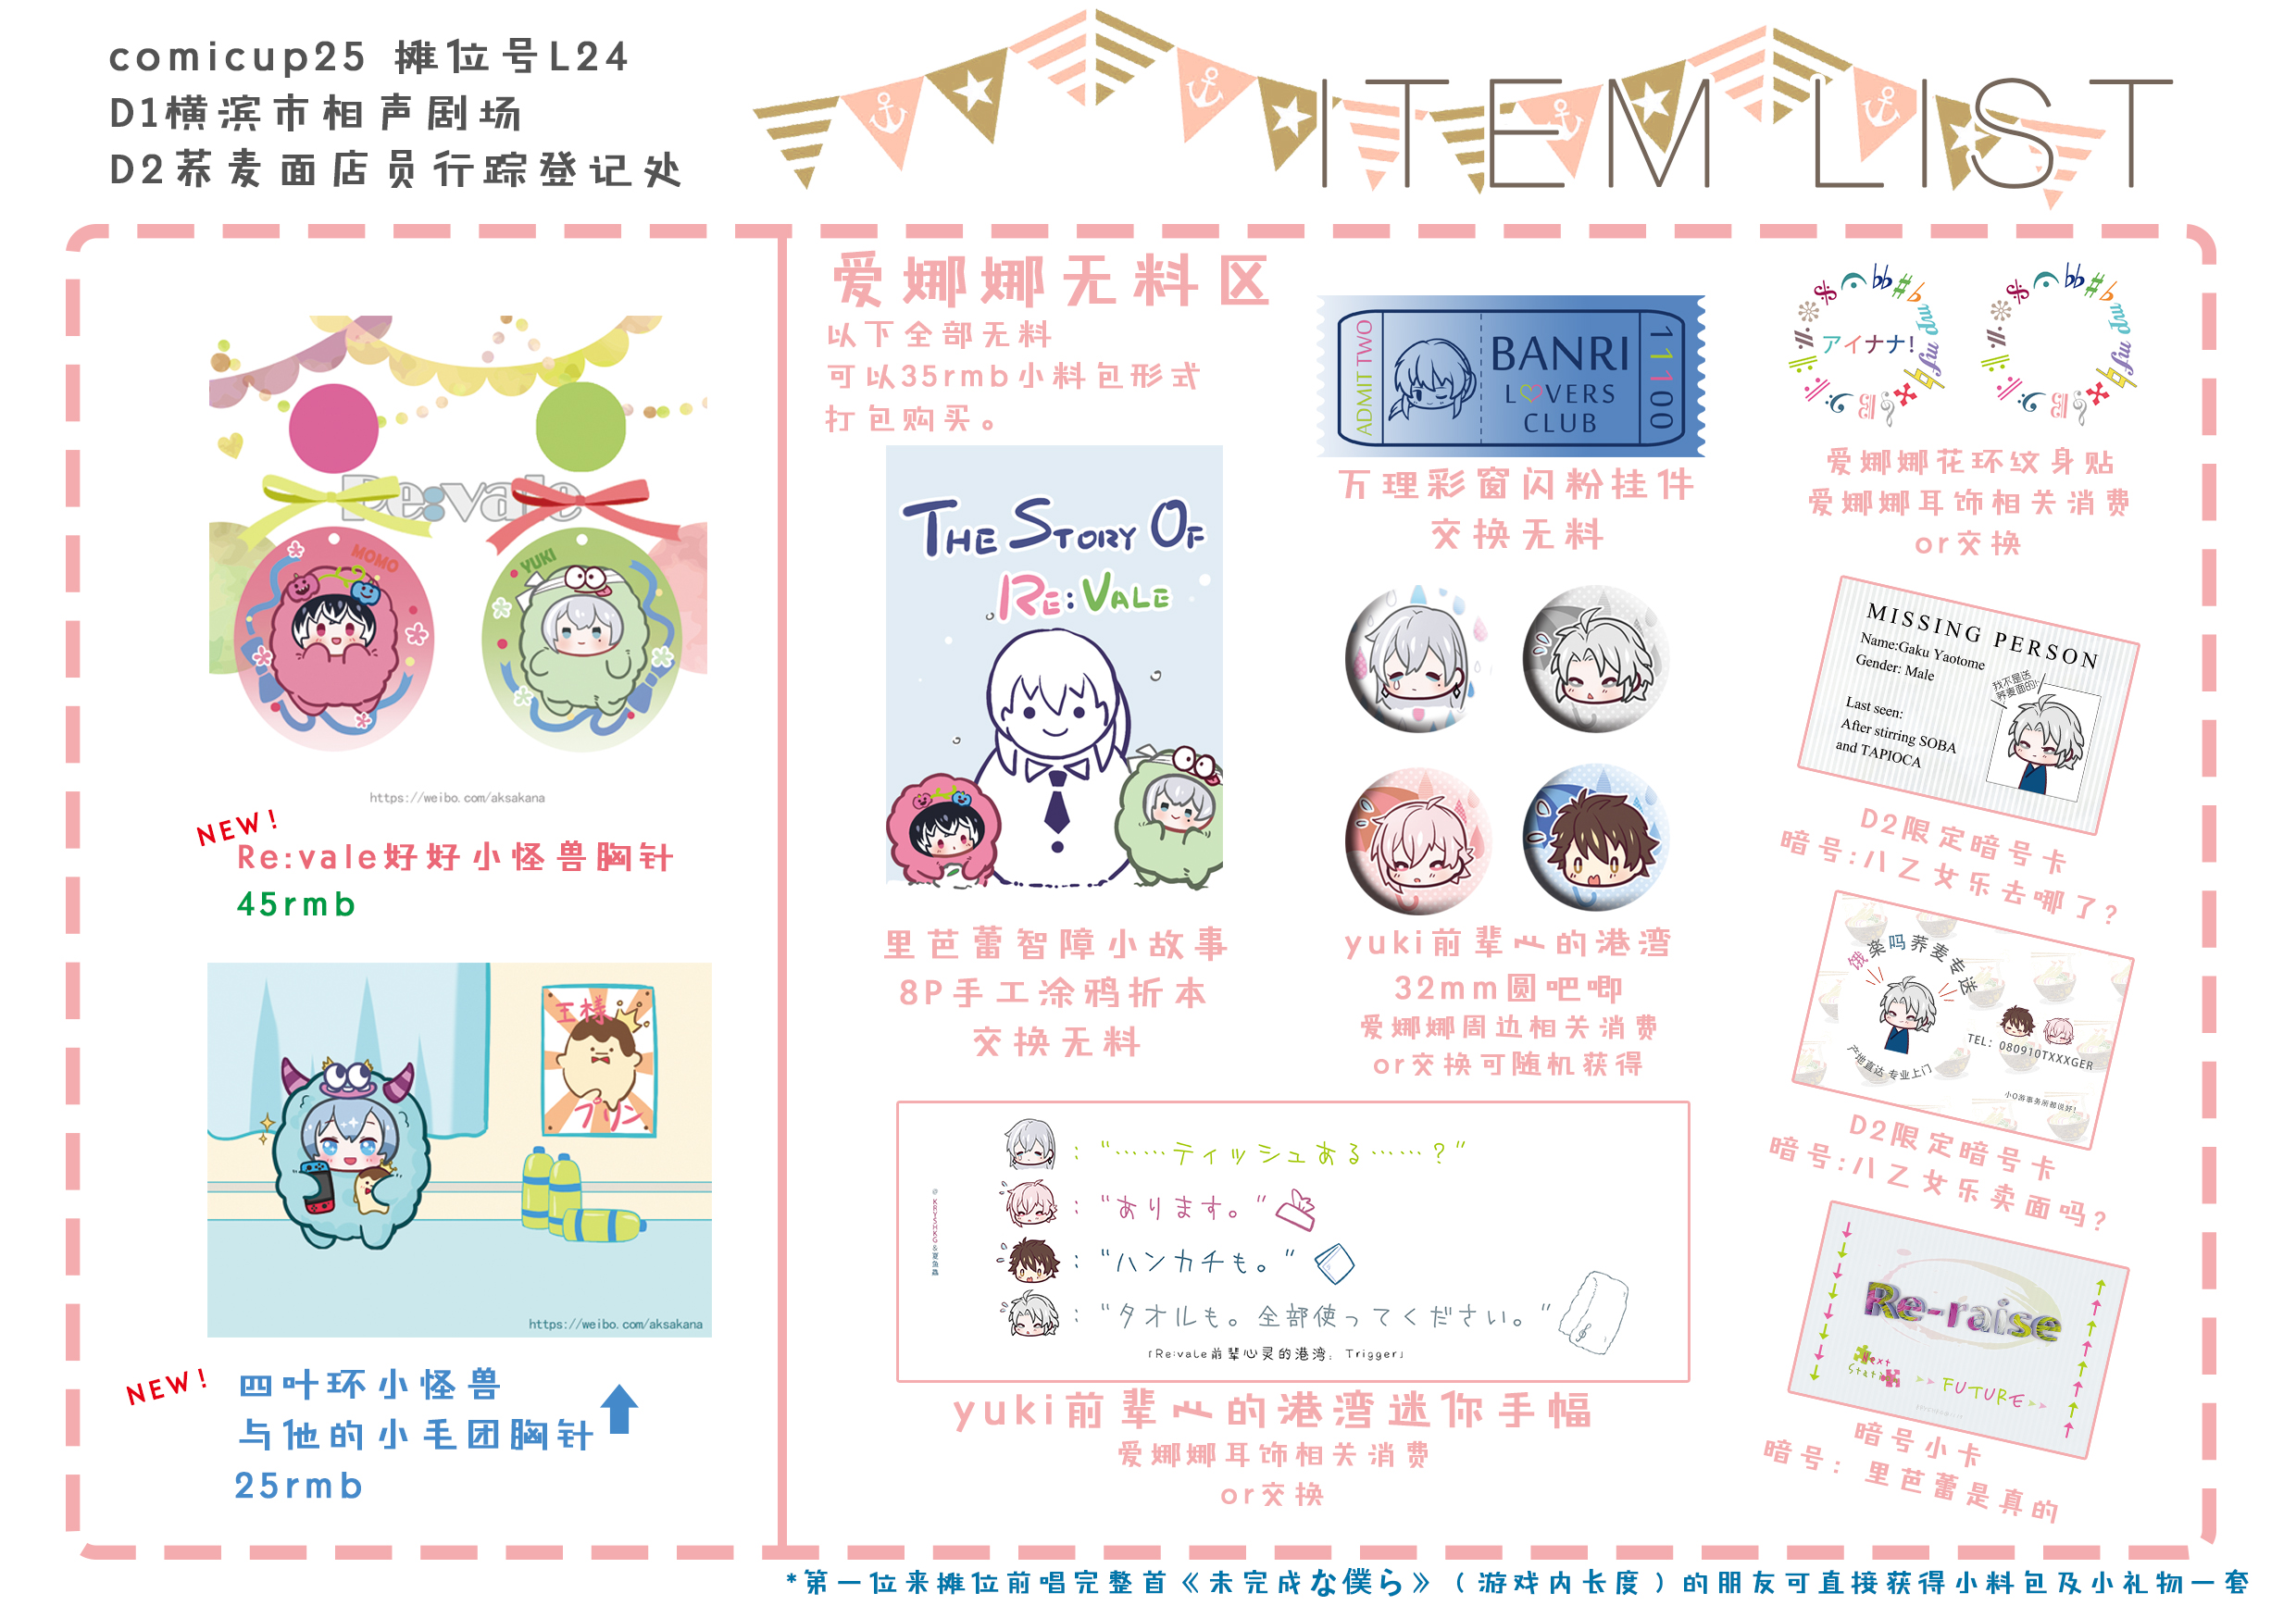 comicup25 摊位号L24
D1横滨市相声剧场
D2荞麦面店员行踪登记处
ITEM LIST
Re:vale
MOMO
YUKI
https://weibo.com/aksakana
NEW!
Re:vale好好小怪兽胸针
45rmb
王様
プリン
https://weibo.com/aksakana
NEW!
四叶环小怪兽
与他的小毛团胸针
25rmb
爱娜娜无料区
以下全部无料
可以35rmb小料包形式
打包购买。
THE STORY OF
RE:VALE
里芭蕾智障小故事
8P手工涂鸦折本
交换无料
ADMIT TWO
BANRI
LOVERS
CLUB
11100
万理彩窗闪粉挂件
交换无料
yuki前辈心的港湾
32mm圆吧唧
爱娜娜周边相关消费
or交换可随机获得
アイナナ!
爱娜娜花环纹身贴
爱娜娜耳饰相关消费
or交换
MISSING PERSON
Name:Gaku Yaotome
Gender: Male
我不是送
荞麦面的!
Last seen:
After stirring SOBA
and TAPIOCA
D2限定暗号卡
暗号:八乙女乐去哪了?
饿楽吗荞麦专送
产地直达 专业上门
TEL: 080910TXXXGER
小O游事务所都说好!
D2限定暗号卡
暗号:八乙女乐卖面吗?
Re-raise
Next
FUTURE
暗号小卡
暗号: 里芭蕾是真的
: "……ティッシュある……?"
: "あります。"
: "ハンカチも。"
: "タオルも。全部使ってください。"
「Re:vale前辈心灵的港湾: Trigger」
yuki前辈心的港湾迷你手幅
爱娜娜耳饰相关消费
or交换
*第一位来摊位前唱完整首《未完成な僕ら》(游戏内长度)的朋友可直接获得小料包及小礼物一套